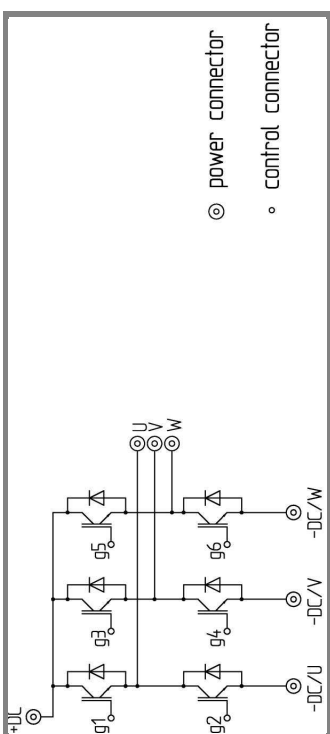 power connector
control connector
U
V
W
g5
g6
-DC/W
g3
g4
-DC/V
+DC
g1
g2
-DC/U